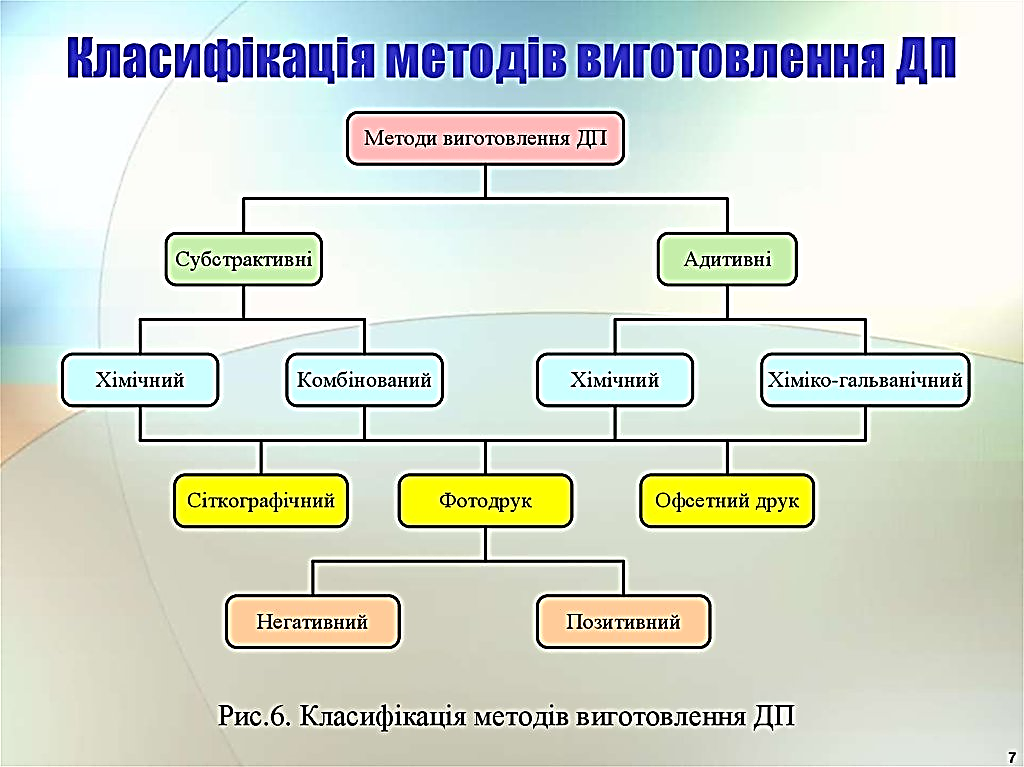 Класифікація методів виготовлення ДП
Методи виготовлення ДП
Субстрактивні
Адитивні
Хімічний
Комбінований
Хімічний
Хіміко-гальванічний
Сіткографічний
Фотодрук
Офсетний друк
Негативний
Позитивний
Рис.6. Класифікація методів виготовлення ДП
7